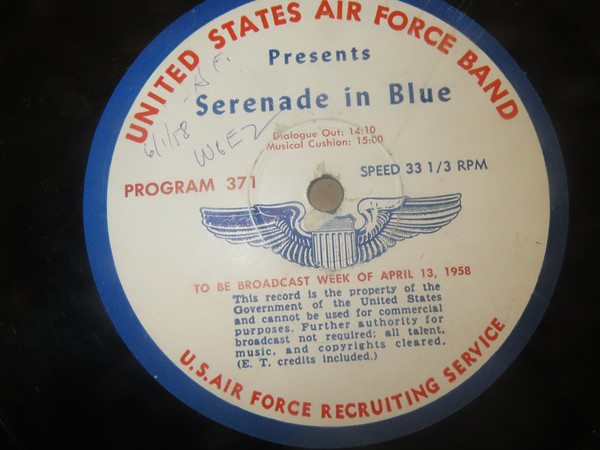 UNITED STATES AIR FORCE BAND
Presents
Serenade in Blue
6/1/58
Dialogue Out: 14:10
Musical Cushion: 15:00
PROGRAM 371
SPEED 33 1/3 RPM
TO BE BROADCAST WEEK OF APRIL 13, 1958
This record is the property of the
Government of the United States
and cannot be used for commercial
purposes. Further authority for
broadcast not required; all talent,
music, and copyrights cleared.
(E. T. credits included.)
U.S. AIR FORCE RECRUITING SERVICE